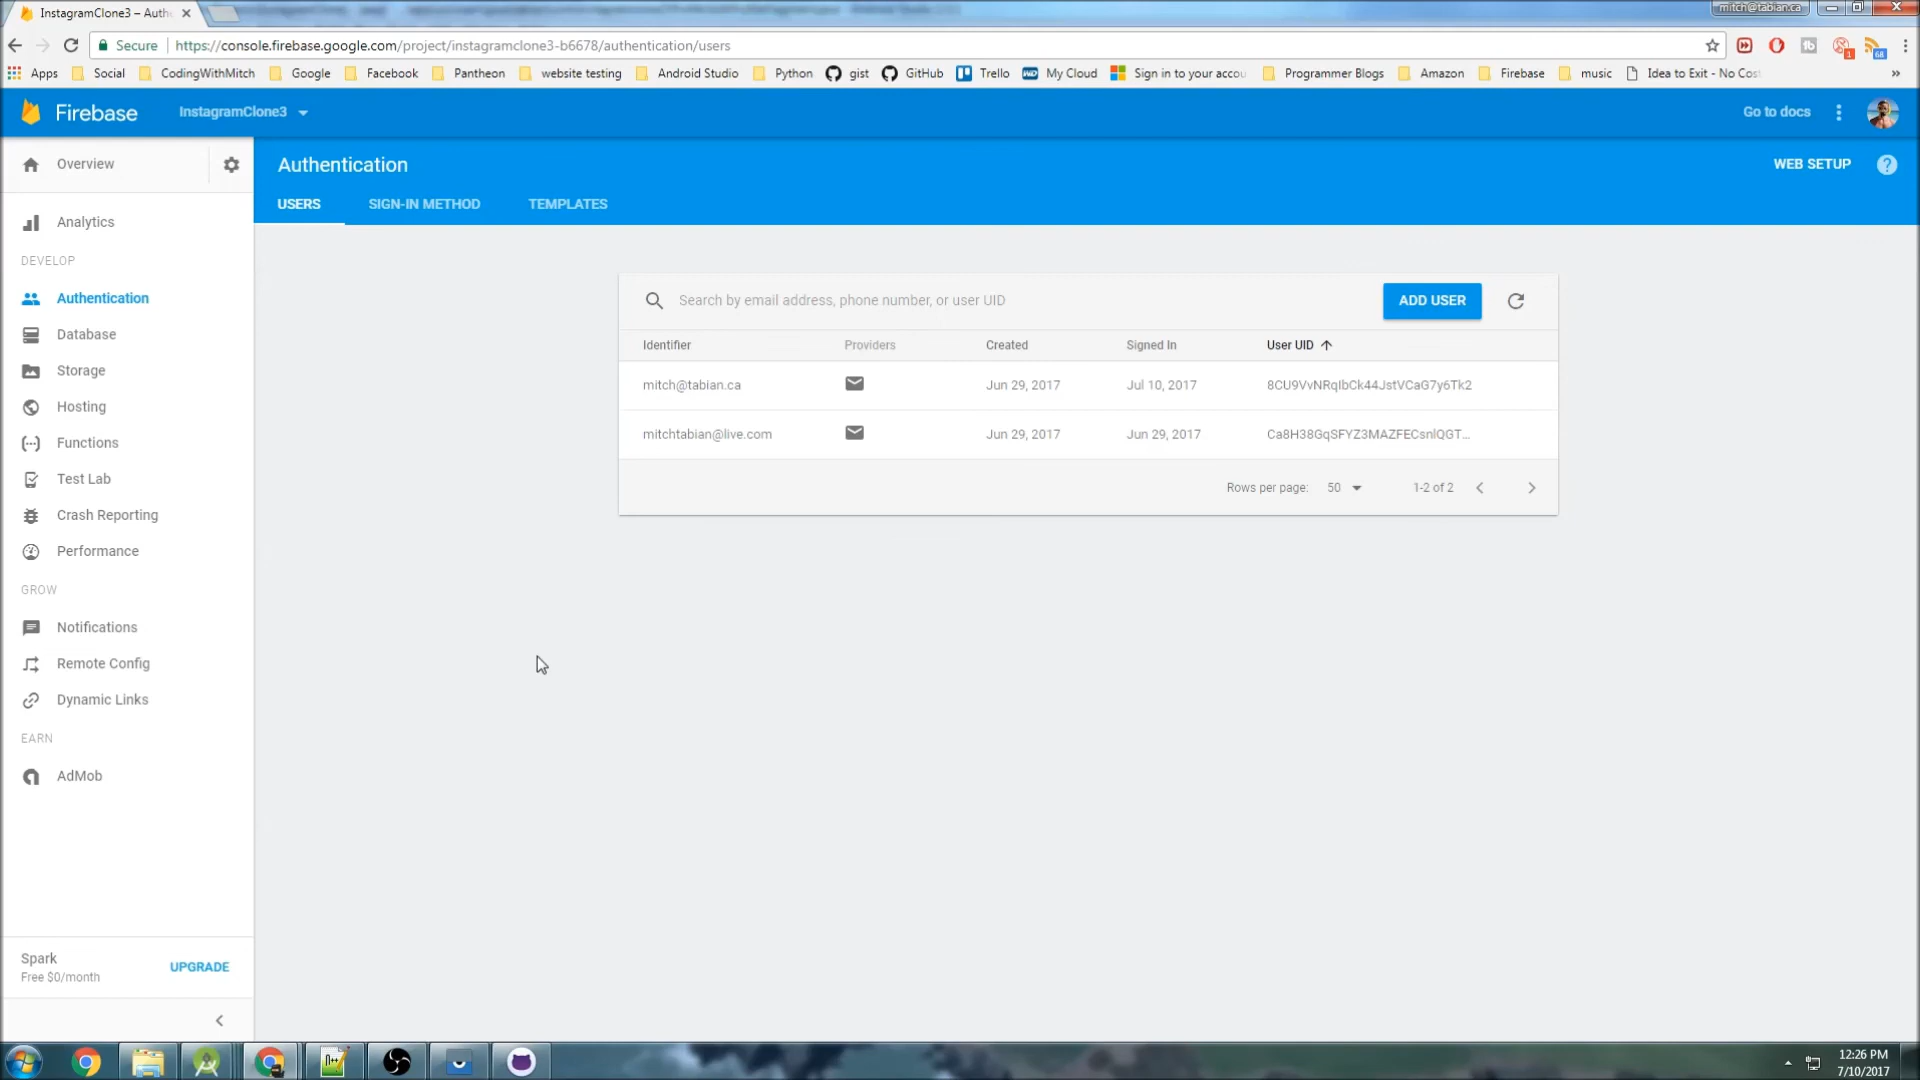 InstagramClone3 – Auth
mitch@tabian.ca
Secure
https://console.firebase.google.com/project/instagramclone3-b6678/authentication/users
Apps
Social
CodingWithMitch
Google
Facebook
Pantheon
website testing
Android Studio
Python
gist
GitHub
Trello
My Cloud
Sign in to your accou
Programmer Blogs
Amazon
Firebase
music
Idea to Exit - No Cos
»
Firebase
InstagramClone3
Go to docs
Overview
Authentication
WEB SETUP
USERS
SIGN-IN METHOD
TEMPLATES
Analytics
DEVELOP
Authentication
Database
Storage
Hosting
Functions
Test Lab
Crash Reporting
Performance
GROW
Notifications
Remote Config
Dynamic Links
EARN
AdMob
Search by email address, phone number, or user UID
ADD USER
Identifier Providers Created Signed In User UID
mitch@tabian.ca Jun 29, 2017 Jul 10, 2017 8CU9VvNRqIbCk44JstVCaG7y6Tk2
mitchtabian@live.com Jun 29, 2017 Jun 29, 2017 Ca8H38GqSFYZ3MAZFECsnlQGT...
Rows per page: 50 1-2 of 2
Spark
Free $0/month
UPGRADE
12:26 PM
7/10/2017